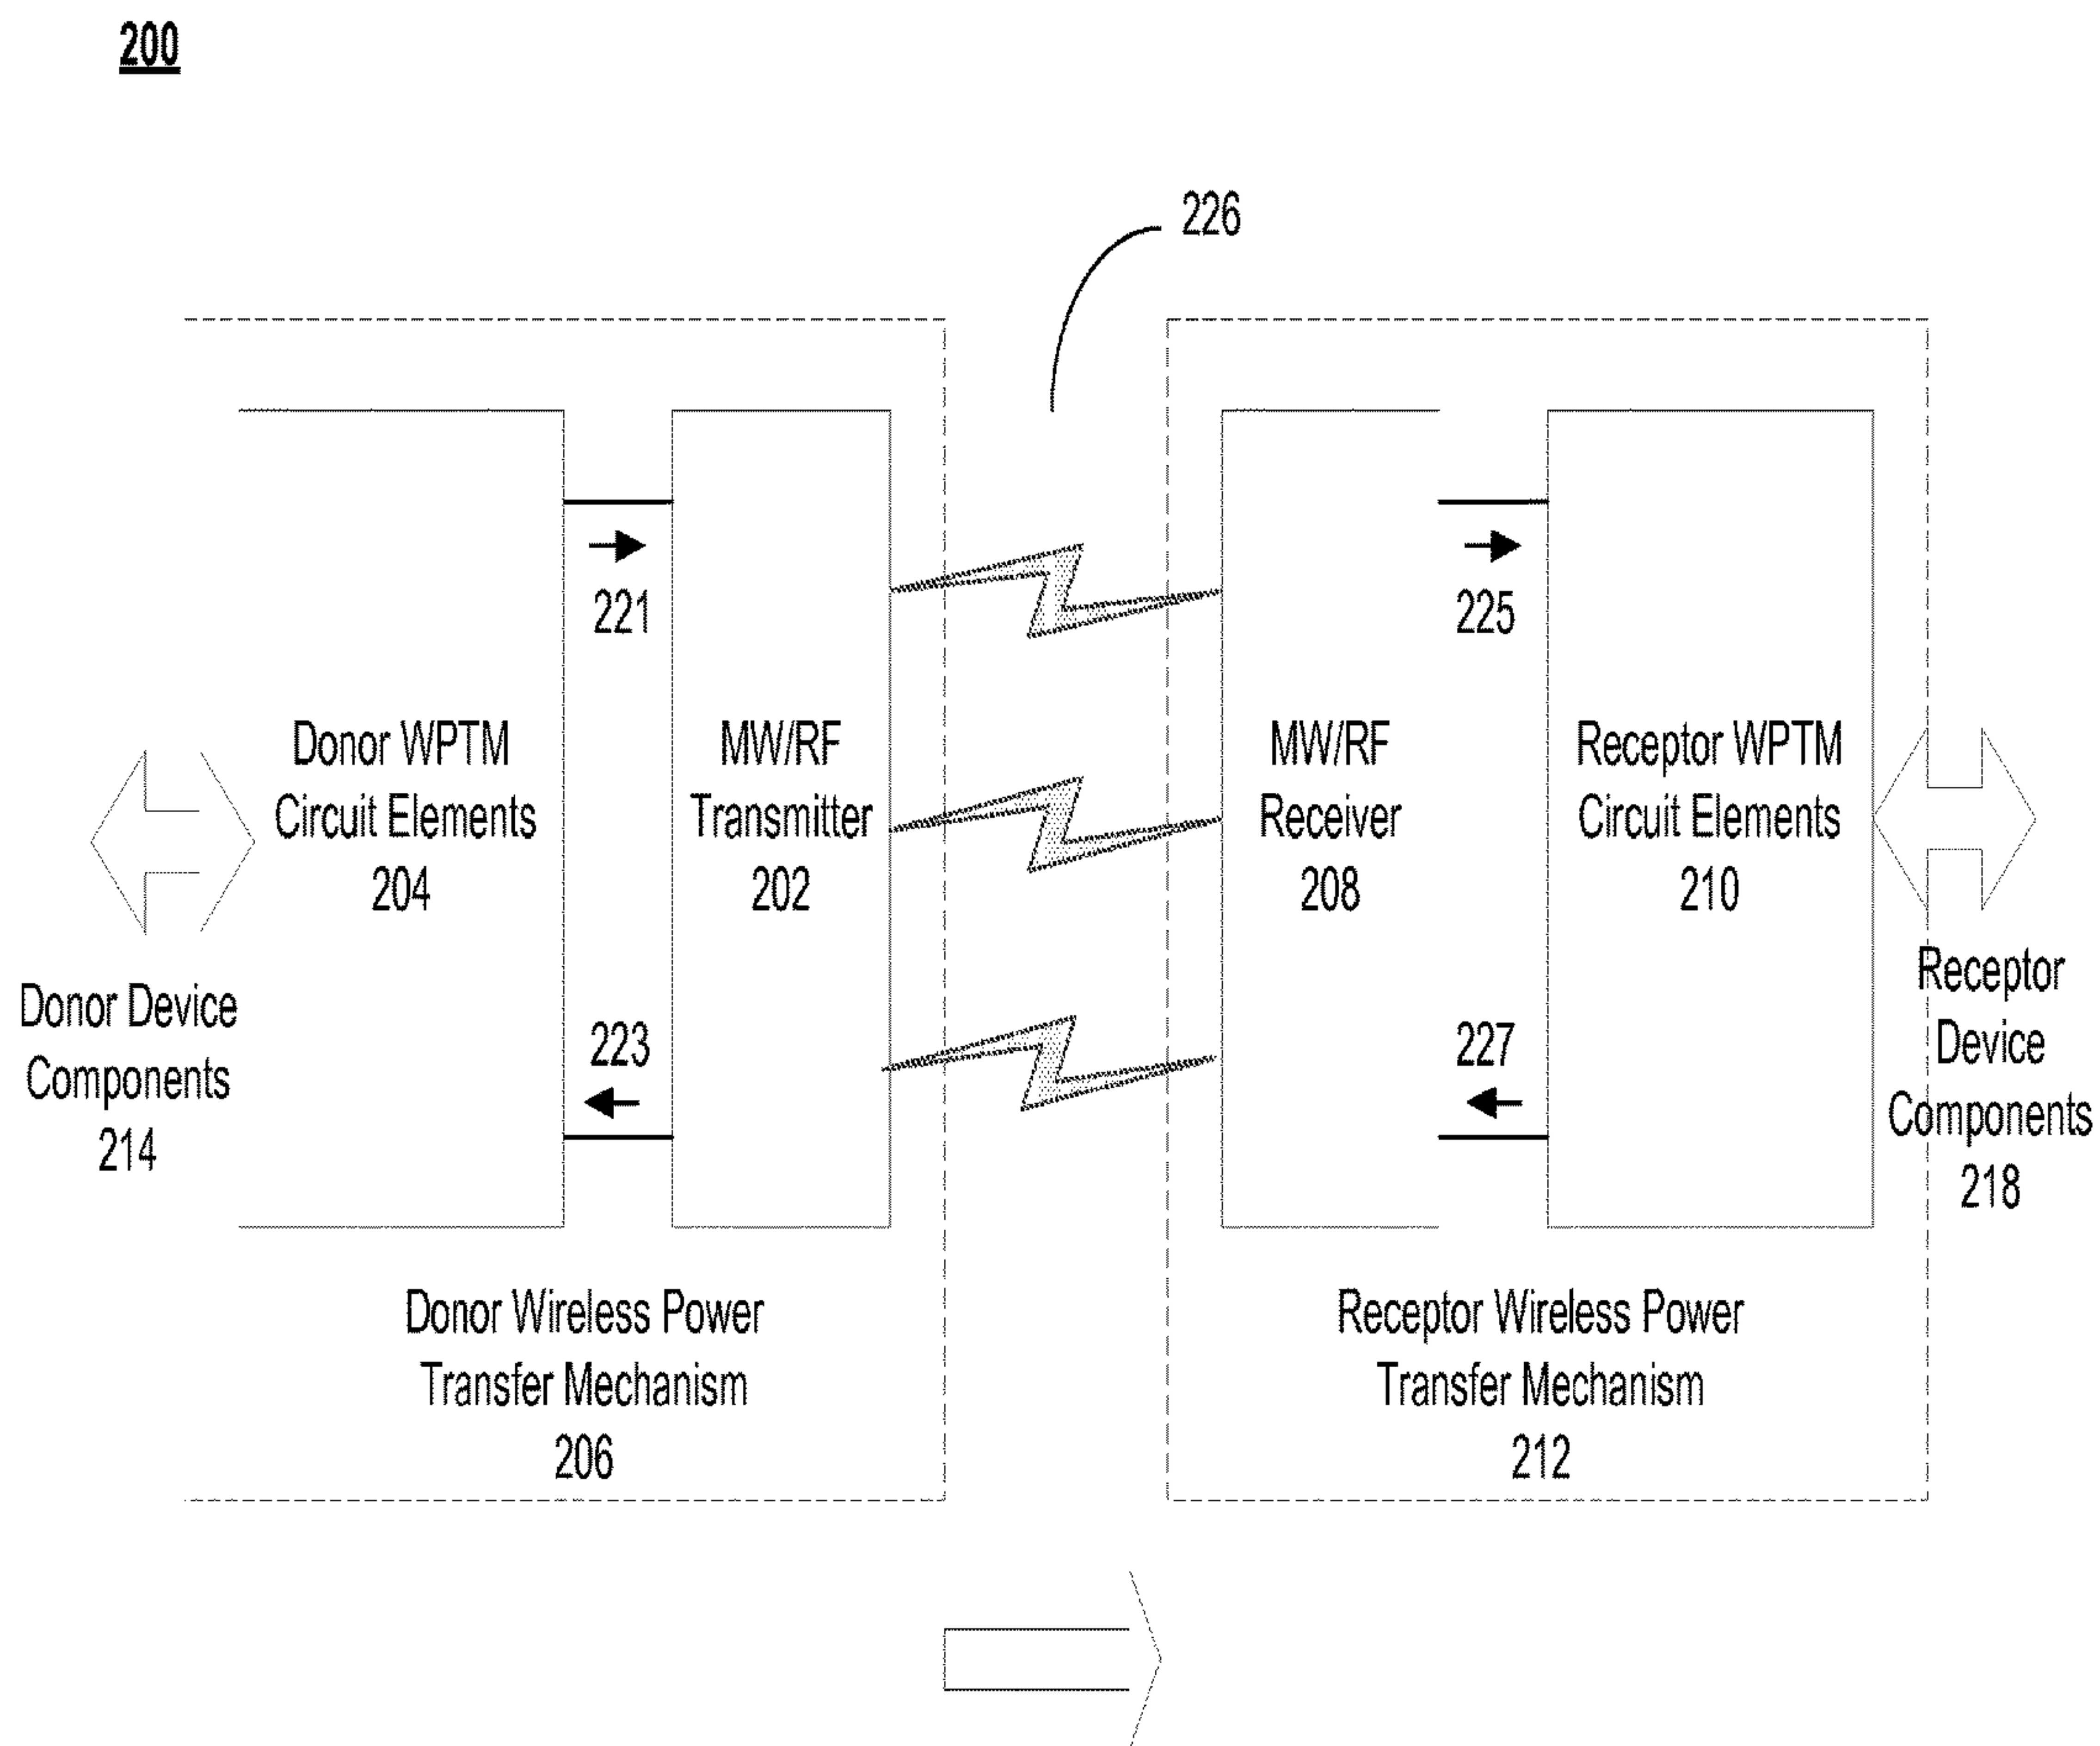 200
226
221
225
Donor WPTM
Circuit Elements
204
MW/RF
Transmitter
202
MW/RF
Receiver
208
Receptor WPTM
Circuit Elements
210
Donor Device
Components
214
223
227
Receptor
Device
Components
218
Donor Wireless Power
Transfer Mechanism
206
Receptor Wireless Power
Transfer Mechanism
212